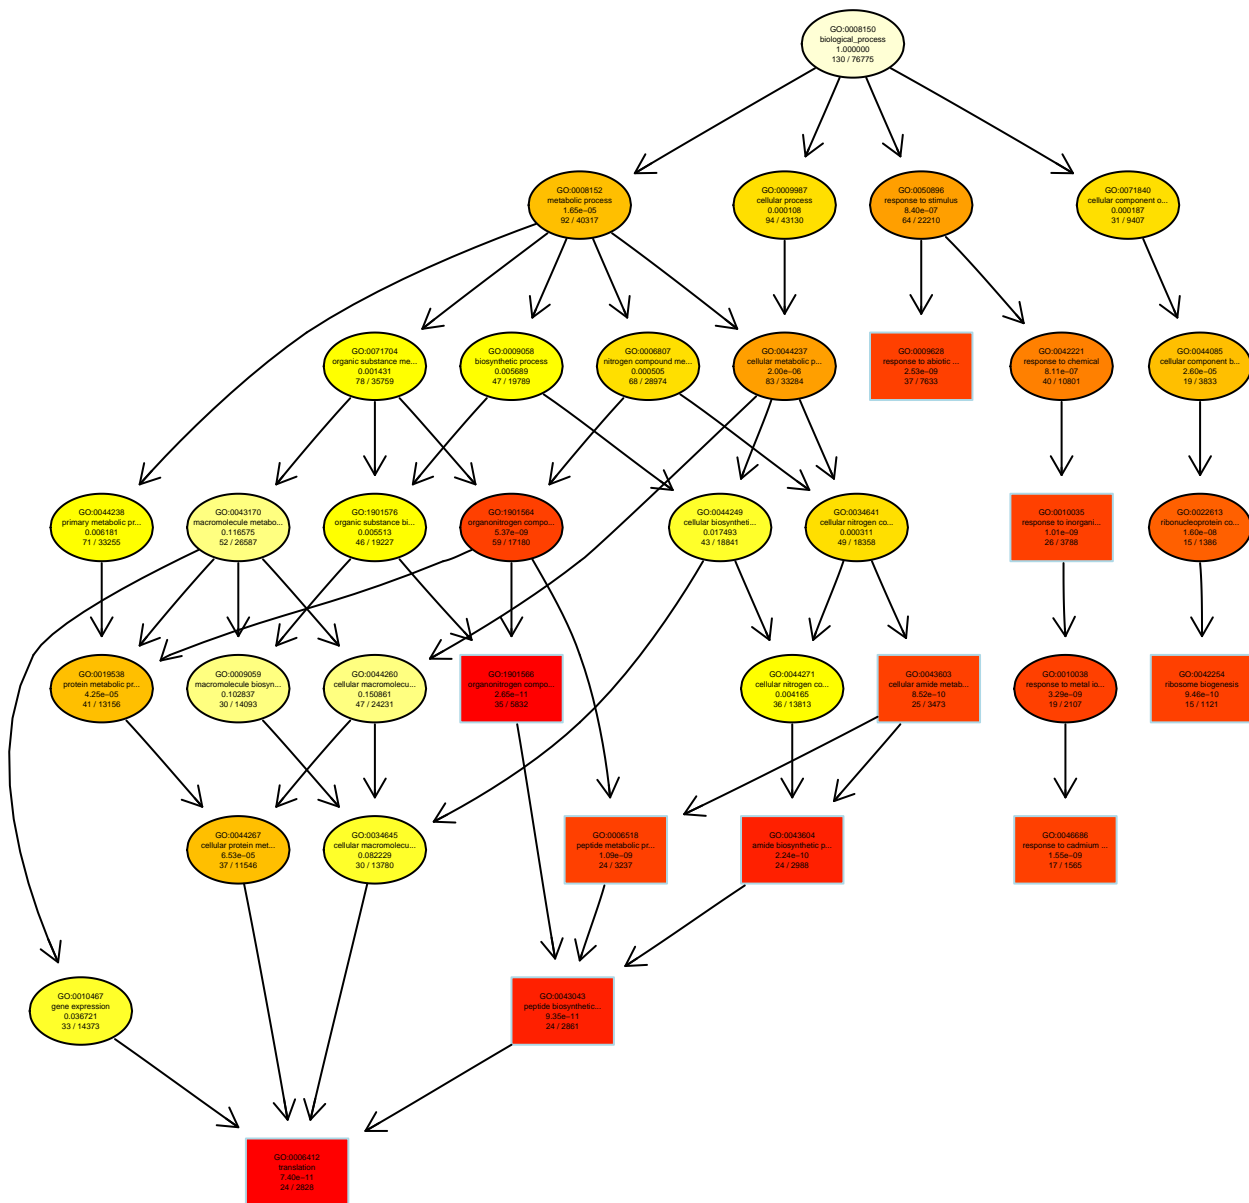 GO:0008150
biological_process
1.000000
130 / 76775
GO:0008152
metabolic process
1.65e−05
92 / 40317
GO:0009987
cellular process
0.000108
94 / 43130
GO:0050896
response to stimulus
8.40e−07
64 / 22210
GO:0071840
cellular component o...
0.000187
31 / 9407
GO:0071704
organic substance me...
0.001431
78 / 35759
GO:0009058
biosynthetic process
0.005689
47 / 19789
GO:0006807
nitrogen compound me...
0.000505
68 / 28974
GO:0044237
cellular metabolic p...
2.00e−06
83 / 33284
GO:0009628
response to abiotic ...
2.53e−09
37 / 7633
GO:0042221
response to chemical
8.11e−07
40 / 10801
GO:0044085
cellular component b...
2.60e−05
19 / 3833
GO:0044238
primary metabolic pr...
0.006181
71 / 33255
GO:0043170
macromolecule metabo...
0.116575
52 / 26587
GO:1901576
organic substance bi...
0.005513
46 / 19227
GO:1901564
organonitrogen compo...
5.37e−09
59 / 17180
GO:0044249
cellular biosyntheti...
0.017493
43 / 18841
GO:0034641
cellular nitrogen co...
0.000311
49 / 18358
GO:0010035
response to inorgani...
1.01e−09
26 / 3788
GO:0022613
ribonucleoprotein co...
1.60e−08
15 / 1386
GO:0019538
protein metabolic pr...
4.25e−05
41 / 13156
GO:0009059
macromolecule biosyn...
0.102837
30 / 14093
GO:0044260
cellular macromolecu...
0.150861
47 / 24231
GO:1901566
organonitrogen compo...
2.65e−11
35 / 5832
GO:0044271
cellular nitrogen co...
0.004165
36 / 13813
GO:0043603
cellular amide metab...
8.52e−10
25 / 3473
GO:0010038
response to metal io...
3.29e−09
19 / 2107
GO:0042254
ribosome biogenesis
9.46e−10
15 / 1121
GO:0044267
cellular protein met...
6.53e−05
37 / 11546
GO:0034645
cellular macromolecu...
0.082229
30 / 13780
GO:0006518
peptide metabolic pr...
1.09e−09
24 / 3237
GO:0043604
amide biosynthetic p...
2.24e−10
24 / 2988
GO:0046686
response to cadmium ...
1.55e−09
17 / 1565
GO:0010467
gene expression
0.036721
33 / 14373
GO:0043043
peptide biosynthetic...
9.35e−11
24 / 2861
GO:0006412
translation
7.40e−11
24 / 2828